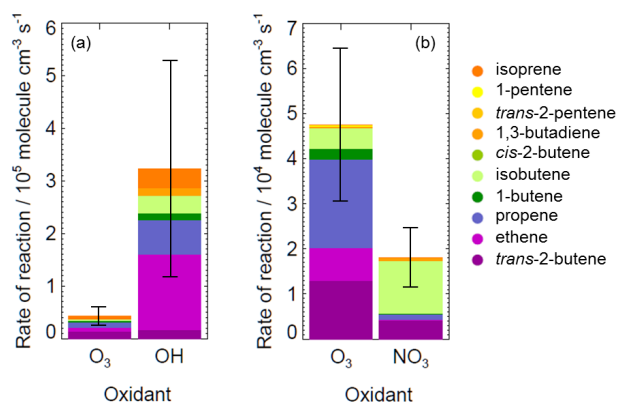 (a)
Rate of reaction / 10⁵ molecule cm⁻³ s⁻¹
6
5
4
3
2
1
0
O₃ OH
Oxidant
(b)
Rate of reaction / 10⁴ molecule cm⁻³ s⁻¹
7
6
5
4
3
2
1
0
O₃ NO₃
Oxidant
isoprene
1-pentene
trans-2-pentene
1,3-butadiene
cis-2-butene
isobutene
1-butene
propene
ethene
trans-2-butene